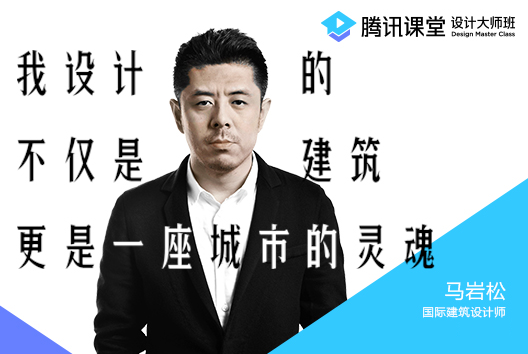 腾讯课堂 设计大师班
Design Master Class
我设计的
不仅是建筑
更是一座城市的灵魂
马岩松
国际建筑设计师